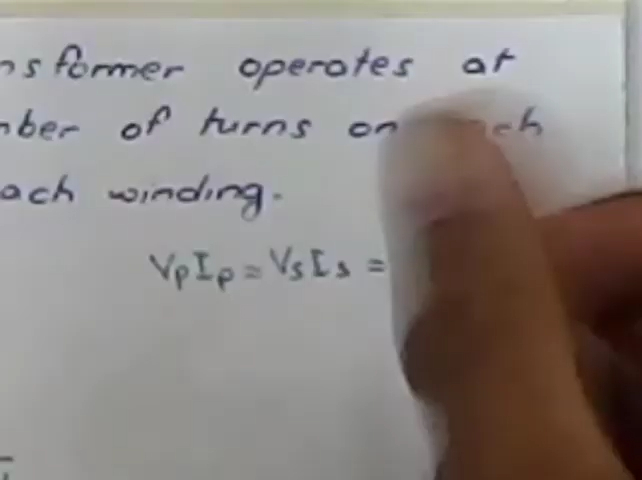 nsformer operates at
mber of turns on
ach winding.
VpIp = VsIs =